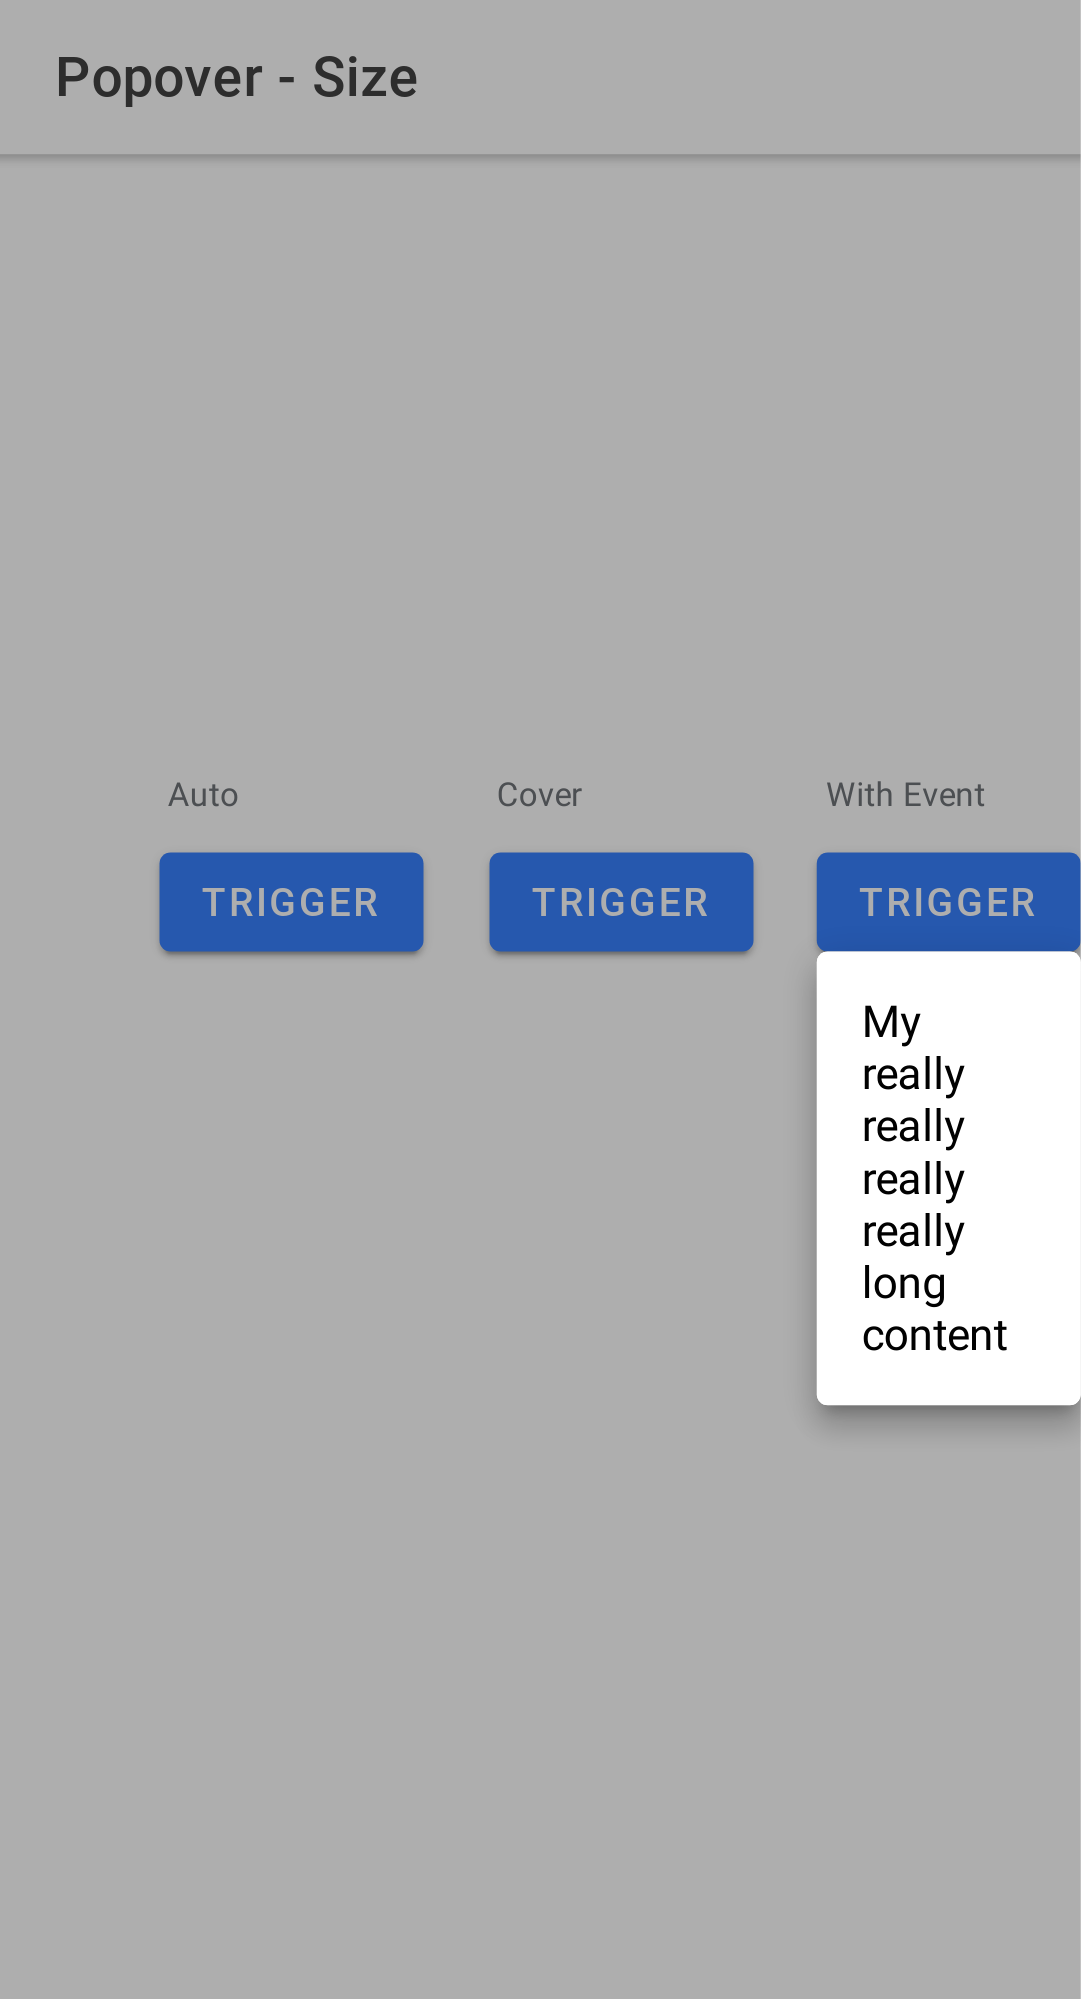 Popover - Size
Auto
Cover
With Event
TRIGGER
TRIGGER
TRIGGER
My
really
really
really
really
long
content